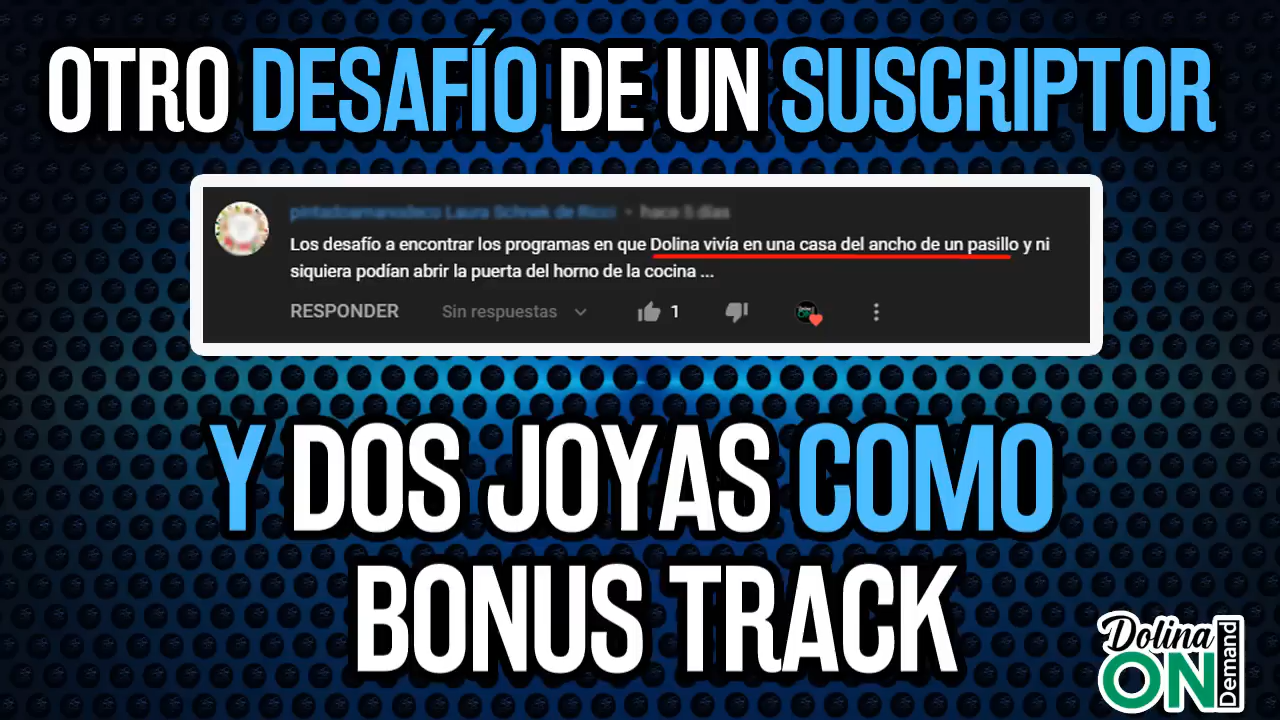 OTRO DESAFÍO DE UN SUSCRIPTOR
Los desafío a encontrar los programas en que Dolina vivía en una casa del ancho de un pasillo y ni
siquiera podían abrir la puerta del horno de la cocina ...
RESPONDER Sin respuestas 1
Y DOS JOYAS COMO
BONUS TRACK
Dolina
ON
Demand